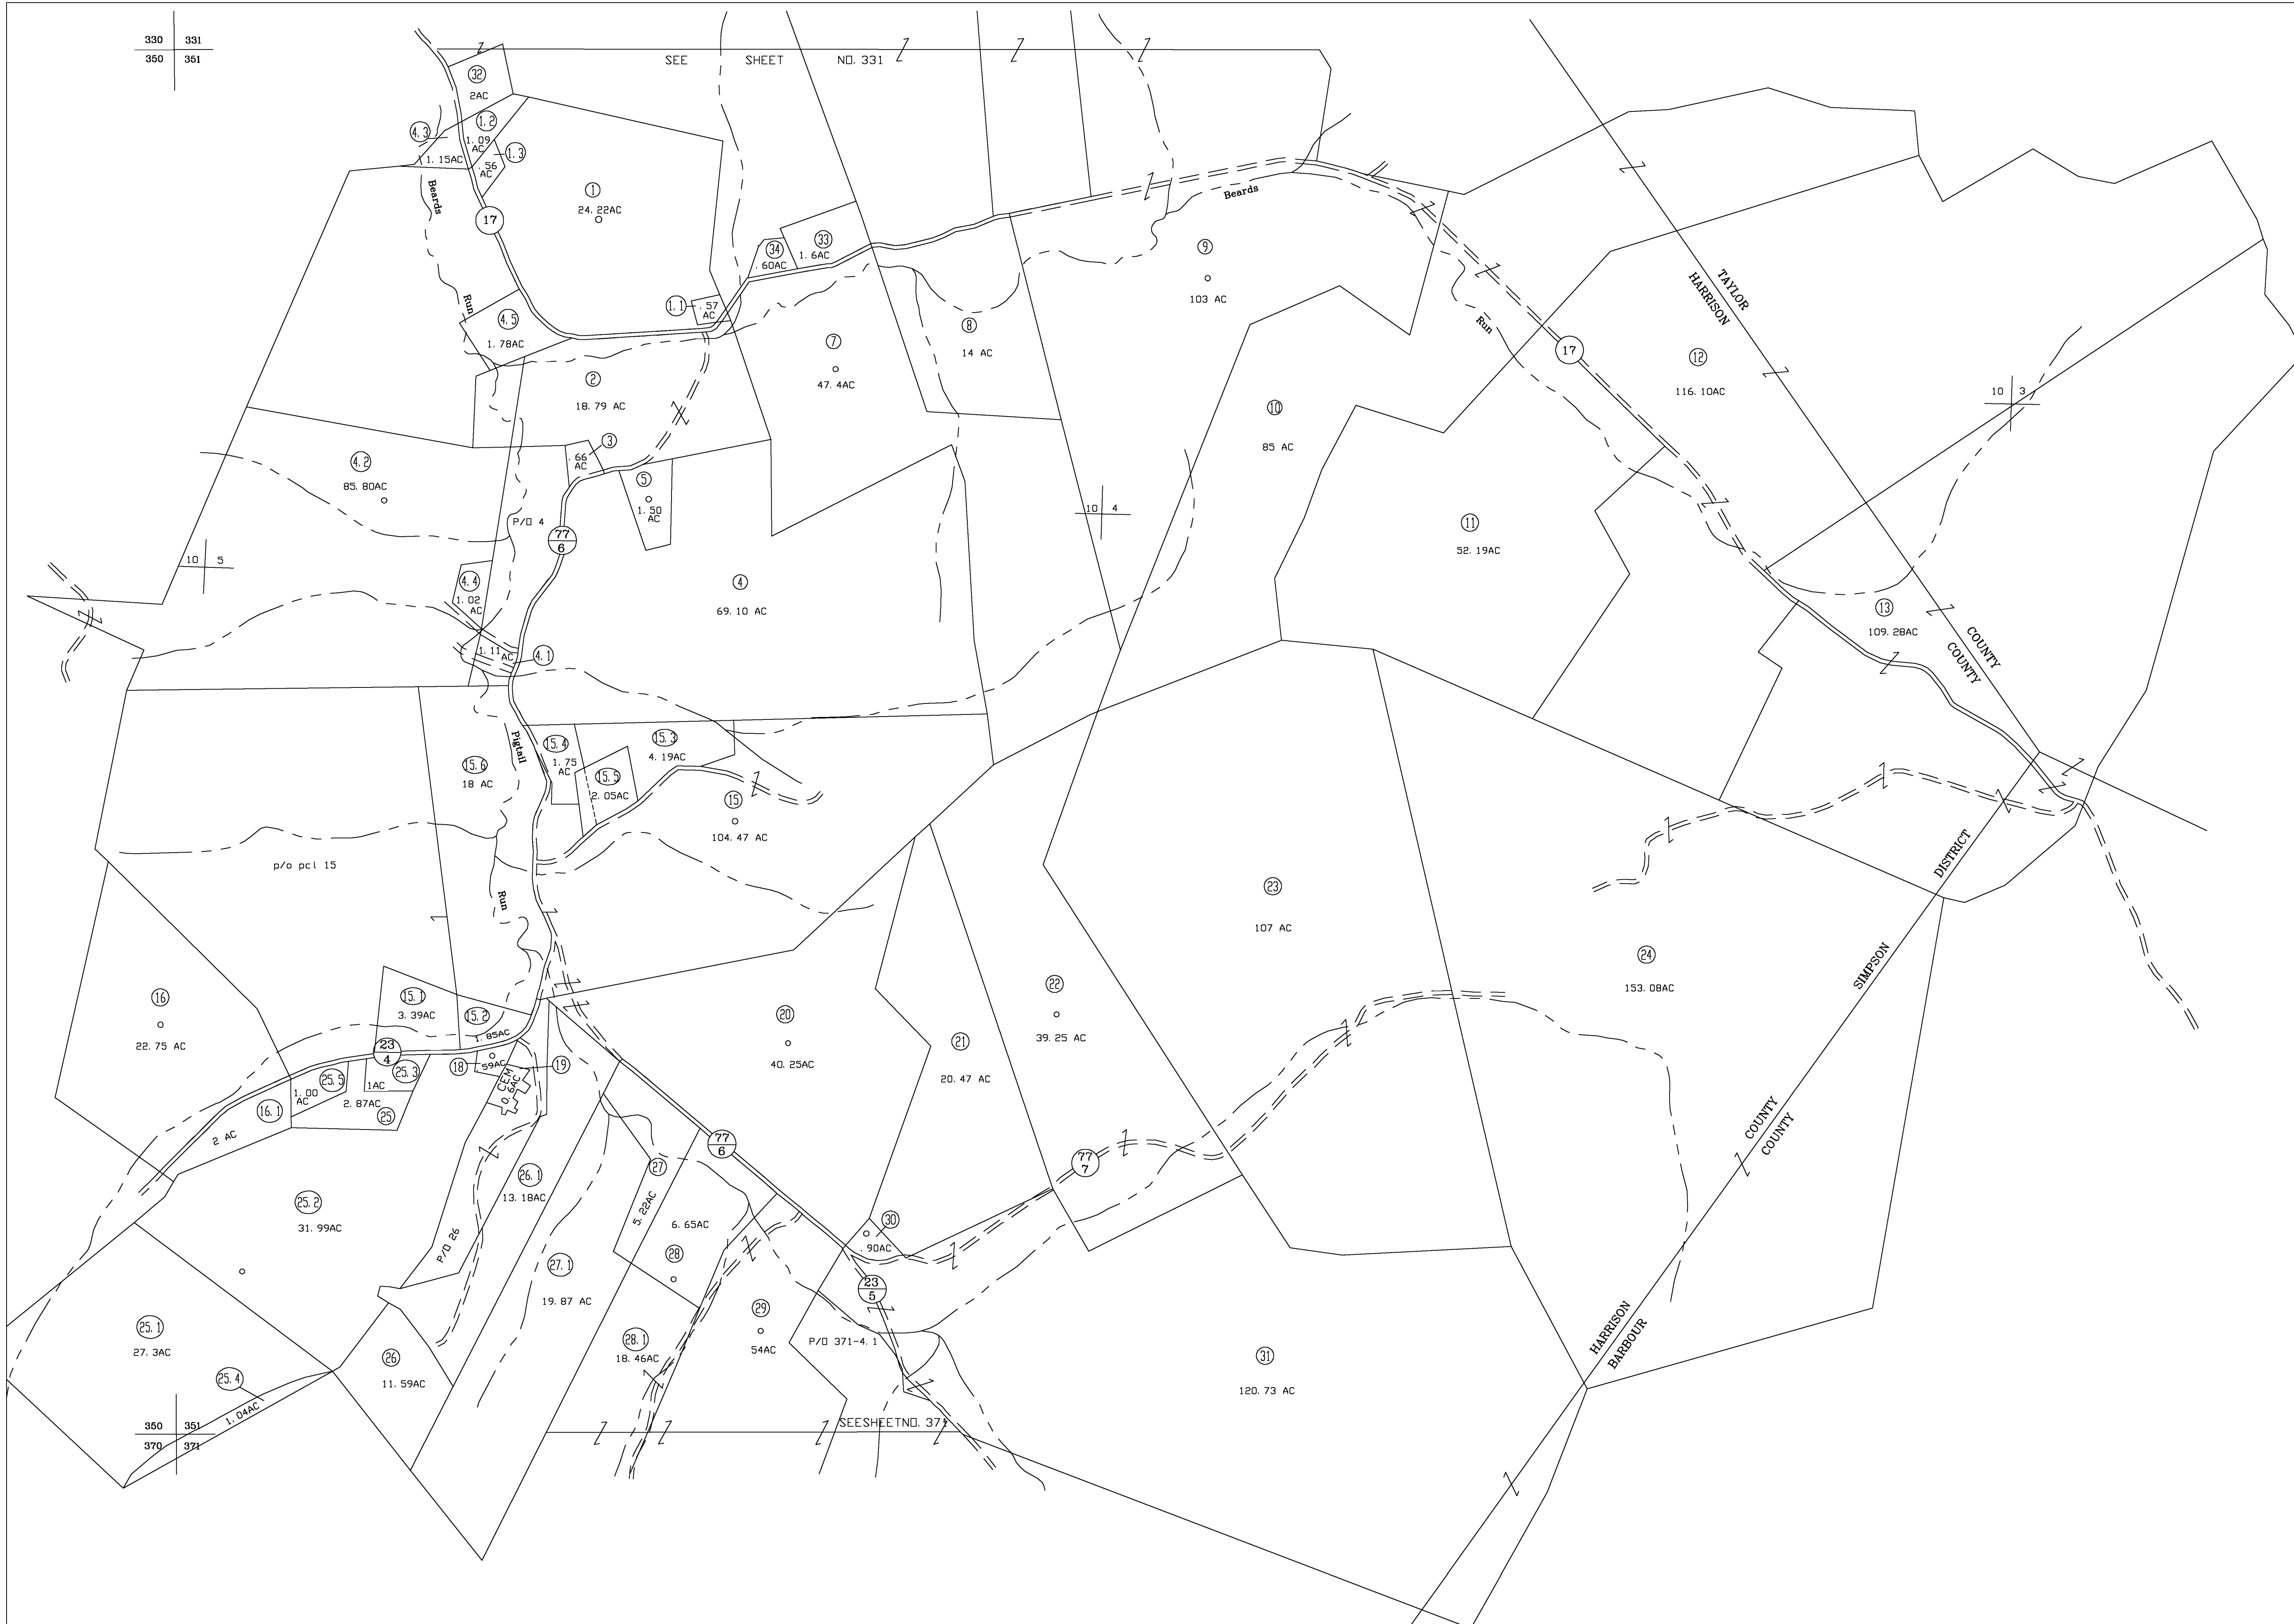 330 331
350 351
SEE SHEET NO. 331
32
2AC
4.3
1.2
1.09
AC
1.3
1.15AC
.56
AC
Beards
17
1
24.22AC
34
.60AC
33
1.6AC
Beards
9
103 AC
TAYLOR
HARRISON
Run
4.5
1.78AC
1.1
.57
AC
7
47.4AC
8
14 AC
Run
17
12
116.10AC
10 3
2
18.79 AC
3
.66
AC
4.2
85.80AC
5
1.50
AC
10
85 AC
10 4
11
52.19AC
P/O 4
77
6
10 5
4.4
1.02
AC
4
69.10 AC
13
109.28AC
COUNTY
COUNTY
1.11
AC
4.1
Pigtail
15.6
18 AC
15.4
1.75
AC
15.3
4.19AC
15.5
2.05AC
15
104.47 AC
p/o pcl 15
Run
23
107 AC
DISTRICT
SIMPSON
24
153.08AC
16
22.75 AC
15.1
3.39AC
15.2
1.85AC
20
40.25AC
22
39.25 AC
21
20.47 AC
23
4
18
.59AC
19
CEM
0.6AC
25.5
1.00
AC
25.3
1AC
2.87AC
25
16.1
2 AC
77
6
77
7
COUNTY
COUNTY
25.2
31.99AC
26.1
13.18AC
P/O 26
27
5.22AC
6.65AC
28
30
.90AC
23
5
27.1
19.87 AC
29
54AC
P/O 371-4.1
28.1
18.46AC
HARRISON
BARBOUR
25.1
27.3AC
25.4
1.04AC
26
11.59AC
31
120.73 AC
350 351
370 371
SEESHEETNO. 371